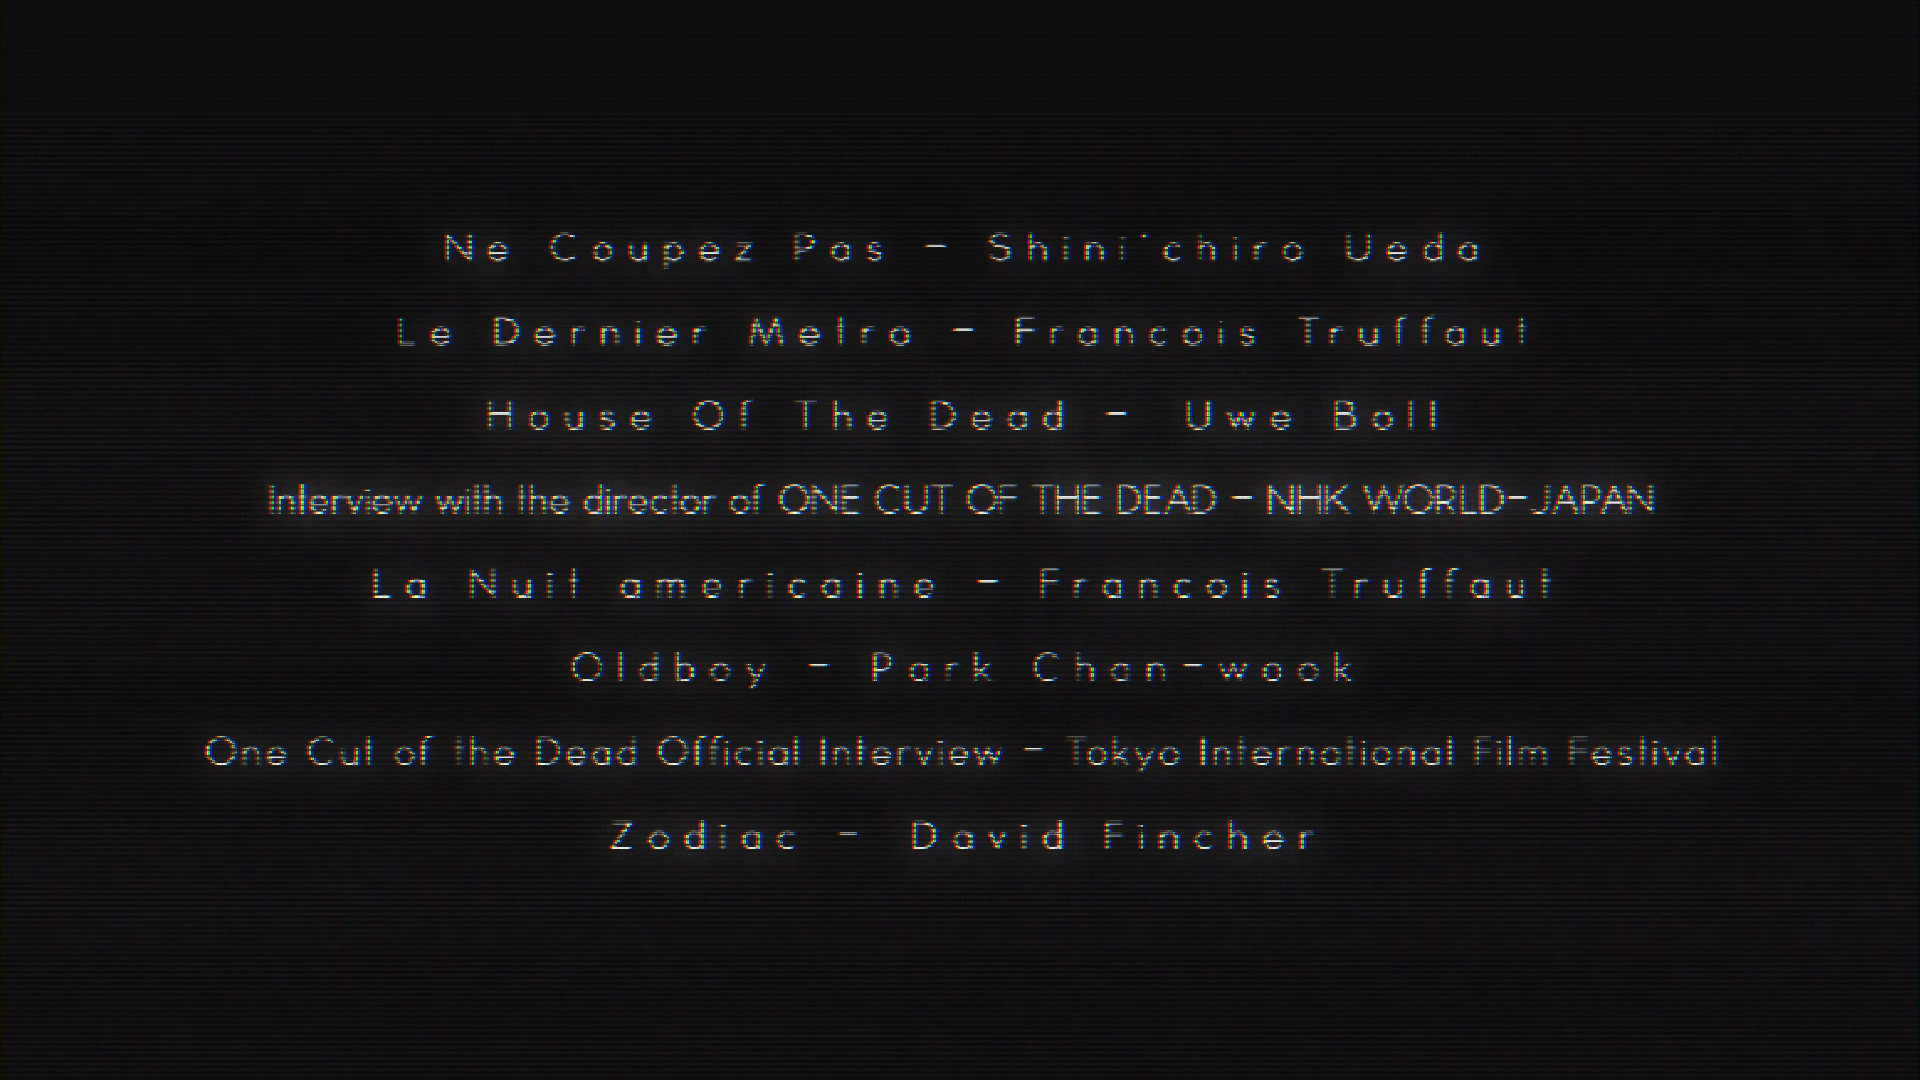 Ne Coupez Pas - Shini'chiro Ueda
Le Dernier Metro - Francois Truffaut
House Of The Dead - Uwe Boll
Interview with the director of ONE CUT OF THE DEAD - NHK WORLD-JAPAN
La Nuit americaine - Francois Truffaut
Oldboy - Park Chan-wook
One Cut of the Dead Official Interview - Tokyo International Film Festival
Zodiac - David Fincher